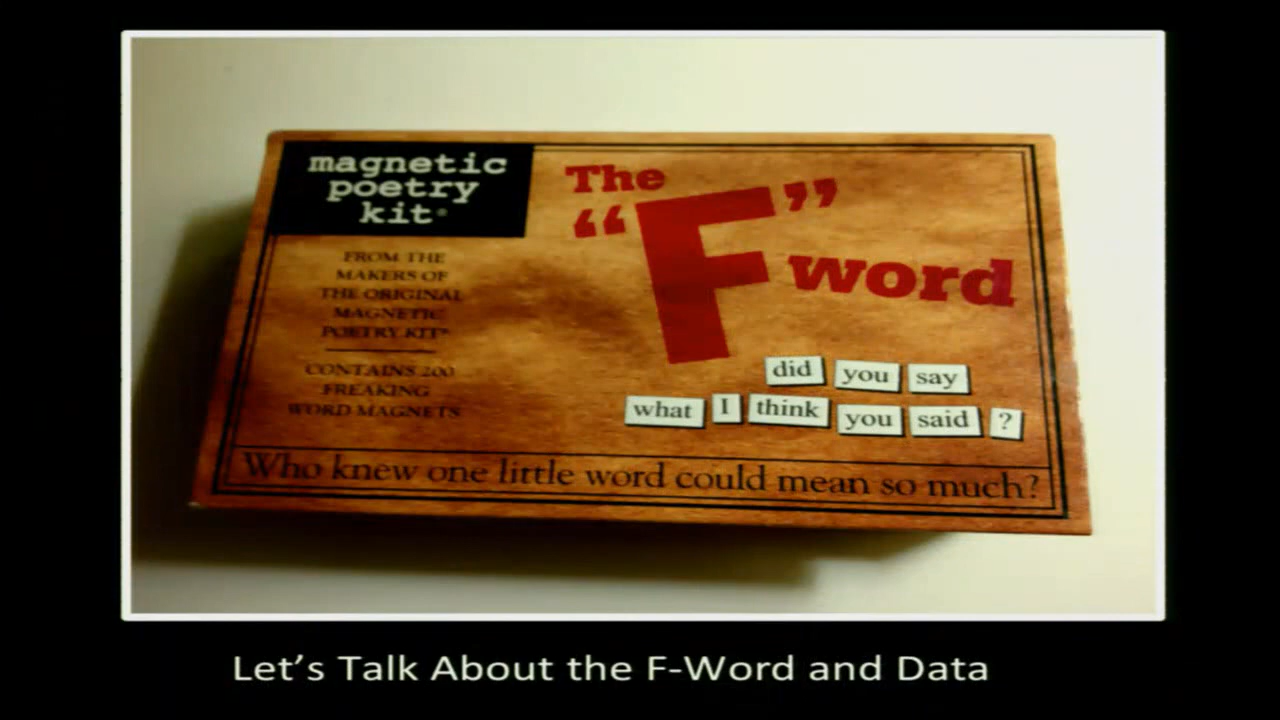 magnetic
poetry
kit®
FROM THE
MAKERS OF
THE ORIGINAL
MAGNETIC
POETRY KIT®
CONTAINS 200
FREAKING
WORD MAGNETS
The
“F”
word
did you say
what I think you said ?
Who knew one little word could mean so much?
Let's Talk About the F-Word and Data